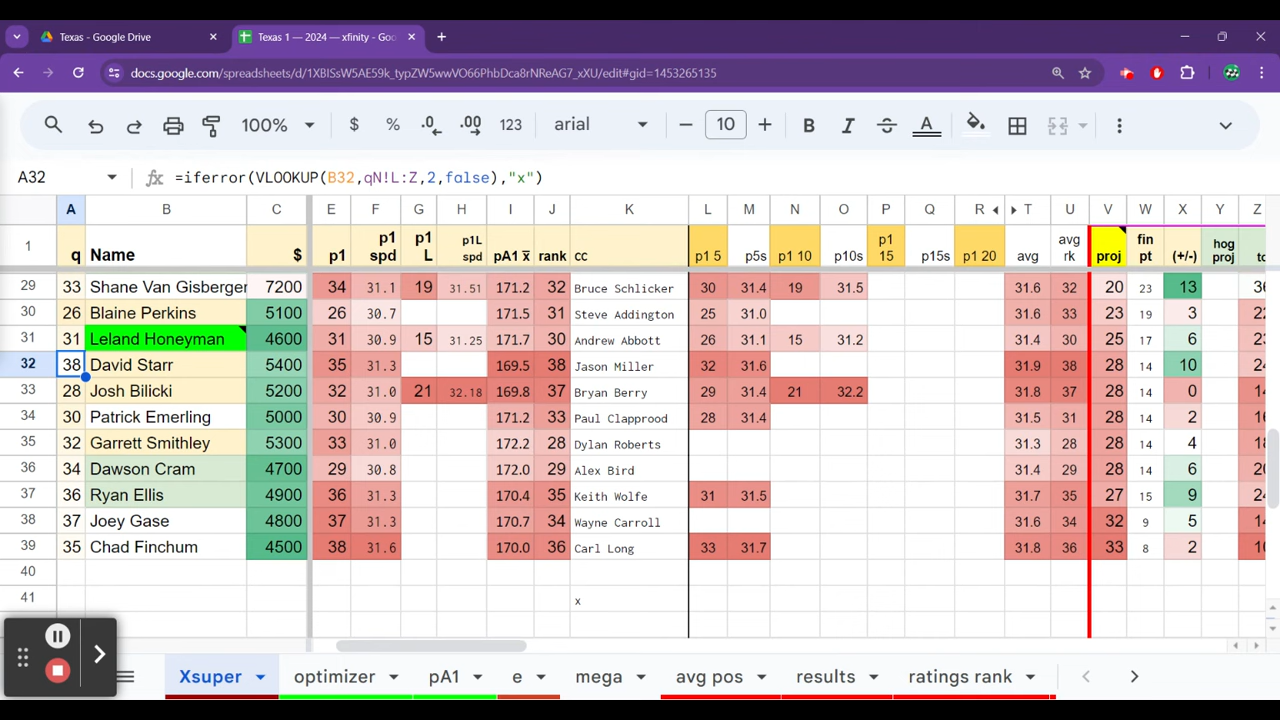 Texas - Google Drive
Texas 1 — 2024 — xfinity - Goo
docs.google.com/spreadsheets/d/1XBISsW5AE59k_typZW5wwVO66PhbDca8rNReAG7_xXU/edit#gid=1453265135
100% $ % .0 .00 123 arial 10 B I S A
A32 fx =iferror(VLOOKUP(B32,qN!L:Z,2,false),"x")
A B C E F G H I J K L M N O P Q R T U V W X Y Z
1 q Name $ p1 p1 spd p1 L p1L spd pA1 x̅ rank cc p1 5 p5s p1 10 p10s p1 15 p15s p1 20 avg avg rk proj fin pt (+/-) hog proj
29 33 Shane Van Gisberger 7200 34 31.1 19 31.51 171.2 32 Bruce Schlicker 30 31.4 19 31.5 31.6 32 20 23 13
30 26 Blaine Perkins 5100 26 30.7 171.5 31 Steve Addington 25 31.0 31.6 33 23 19 3
31 31 Leland Honeyman 4600 31 30.9 15 31.25 171.7 30 Andrew Abbott 26 31.1 15 31.2 31.4 30 25 17 6
32 38 David Starr 5400 35 31.3 169.5 38 Jason Miller 32 31.6 31.9 38 28 14 10
33 28 Josh Bilicki 5200 32 31.0 21 32.18 169.8 37 Bryan Berry 29 31.4 21 32.2 31.8 37 28 14 0
34 30 Patrick Emerling 5000 30 30.9 171.2 33 Paul Clapprood 28 31.4 31.5 31 28 14 2
35 32 Garrett Smithley 5300 33 31.0 172.2 28 Dylan Roberts 31.3 28 28 14 4
36 34 Dawson Cram 4700 29 30.8 172.0 29 Alex Bird 31.4 29 28 14 6
37 36 Ryan Ellis 4900 36 31.3 170.4 35 Keith Wolfe 31 31.5 31.7 35 27 15 9
38 37 Joey Gase 4800 37 31.3 170.7 34 Wayne Carroll 31.6 34 32 9 5
39 35 Chad Finchum 4500 38 31.6 170.0 36 Carl Long 33 31.7 31.8 36 33 8 2
40
41 x
Xsuper optimizer pA1 e mega avg pos results ratings rank